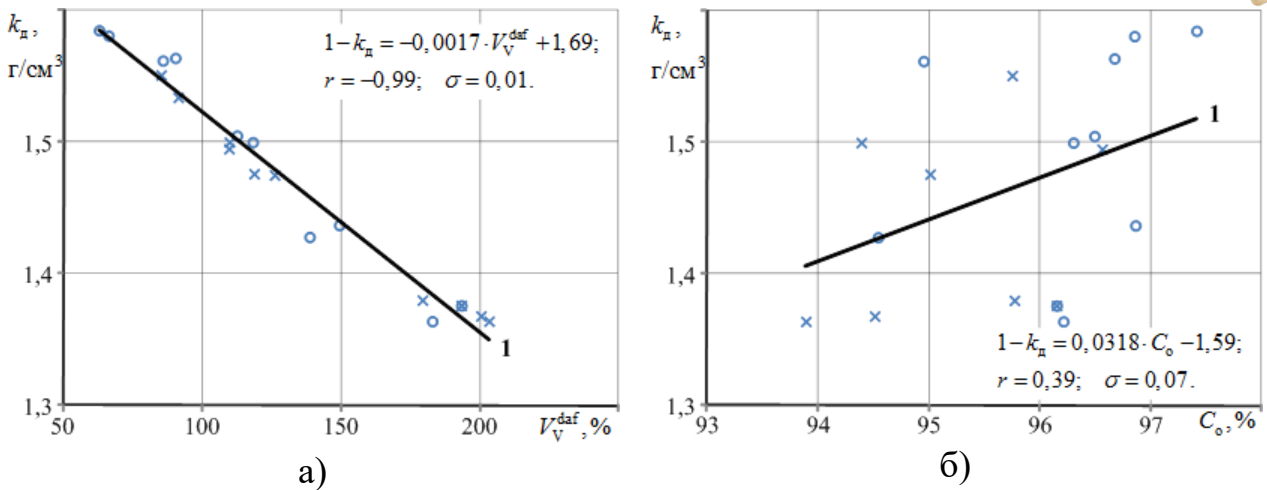 k_д,
г/см³
1,5
1,4
1,3
1−k_д = −0,0017·V_V^daf +1,69;
r = −0,99; σ = 0,01.
1
50
100
150
200
V_V^daf, %
а)
k_д,
г/см³
1,5
1,4
1,3
1
1−k_д = 0,0318·C_о −1,59;
r = 0,39; σ = 0,07.
93
94
95
96
97
C_о, %
б)